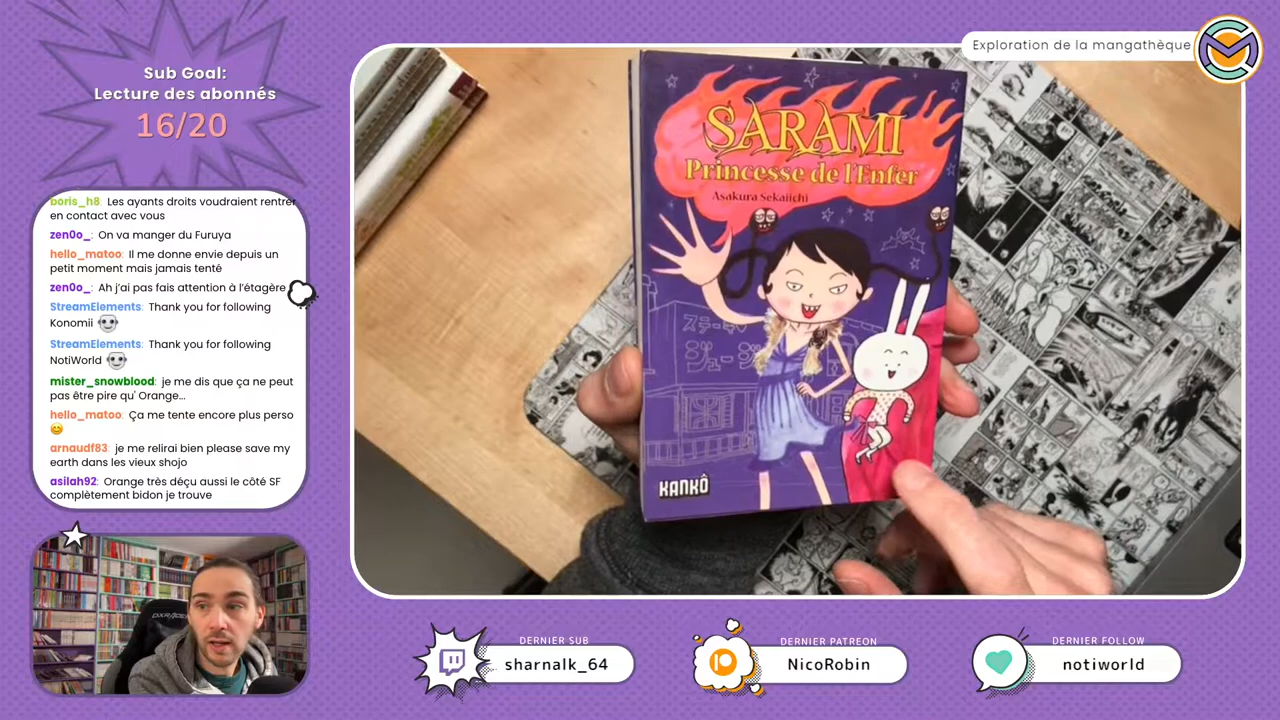 Sub Goal:
Lecture des abonnés
16/20
Exploration de la mangathèque
boris_h8: Les ayants droits voudraient rentrer
en contact avec vous
zen0o_: On va manger du Furuya
hello_matoo: Il me donne envie depuis un
petit moment mais jamais tenté
zen0o_: Ah j'ai pas fais attention à l'étagère
StreamElements: Thank you for following
Konomii
StreamElements: Thank you for following
NotiWorld
mister_snowblood: je me dis que ça ne peut
pas être pire qu' Orange...
hello_matoo: Ça me tente encore plus perso
arnaudf83: je me relirai bien please save my
earth dans les vieux shojo
asilah92: Orange très déçu aussi le côté SF
complètement bidon je trouve
SARAMI
Princesse de l'Enfer
Asakura Sekaiichi
KANKÔ
DERNIER SUB
sharnalk_64
DERNIER PATREON
NicoRobin
DERNIER FOLLOW
notiworld